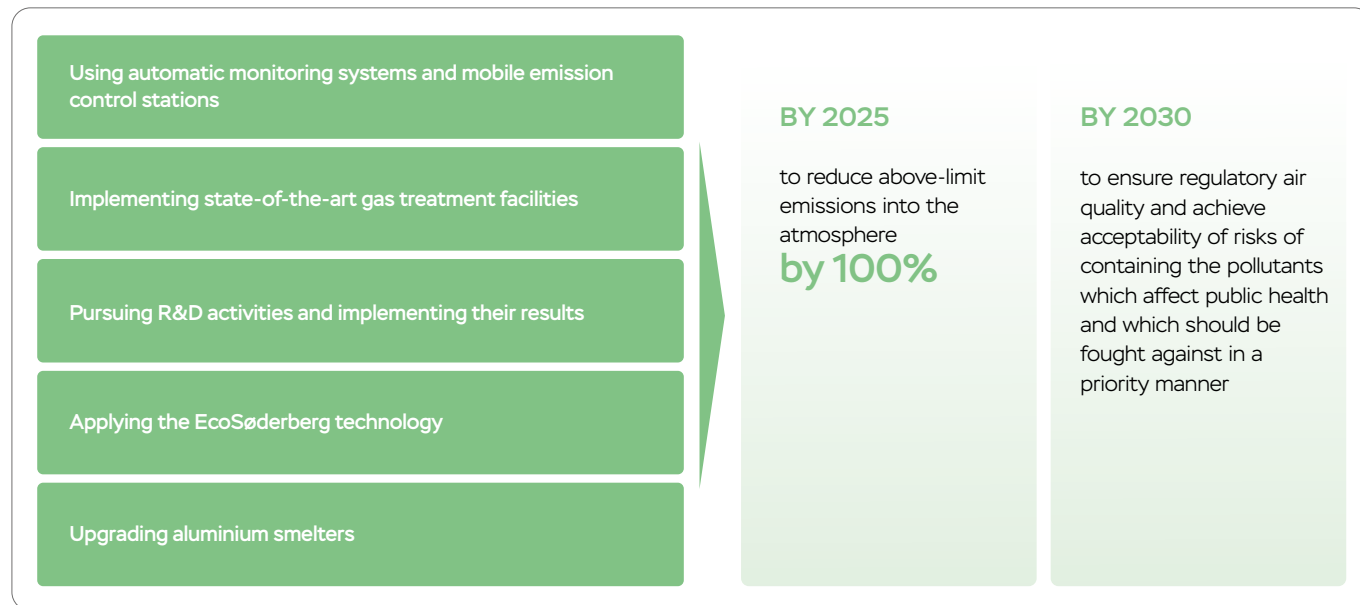 Using automatic monitoring systems and mobile emission
control stations
Implementing state-of-the-art gas treatment facilities
Pursuing R&D activities and implementing their results
Applying the EcoSøderberg technology
Upgrading aluminium smelters
BY 2025
to reduce above-limit
emissions into the
atmosphere
by 100%
BY 2030
to ensure regulatory air
quality and achieve
acceptability of risks of
containing the pollutants
which affect public health
and which should be
fought against in a
priority manner